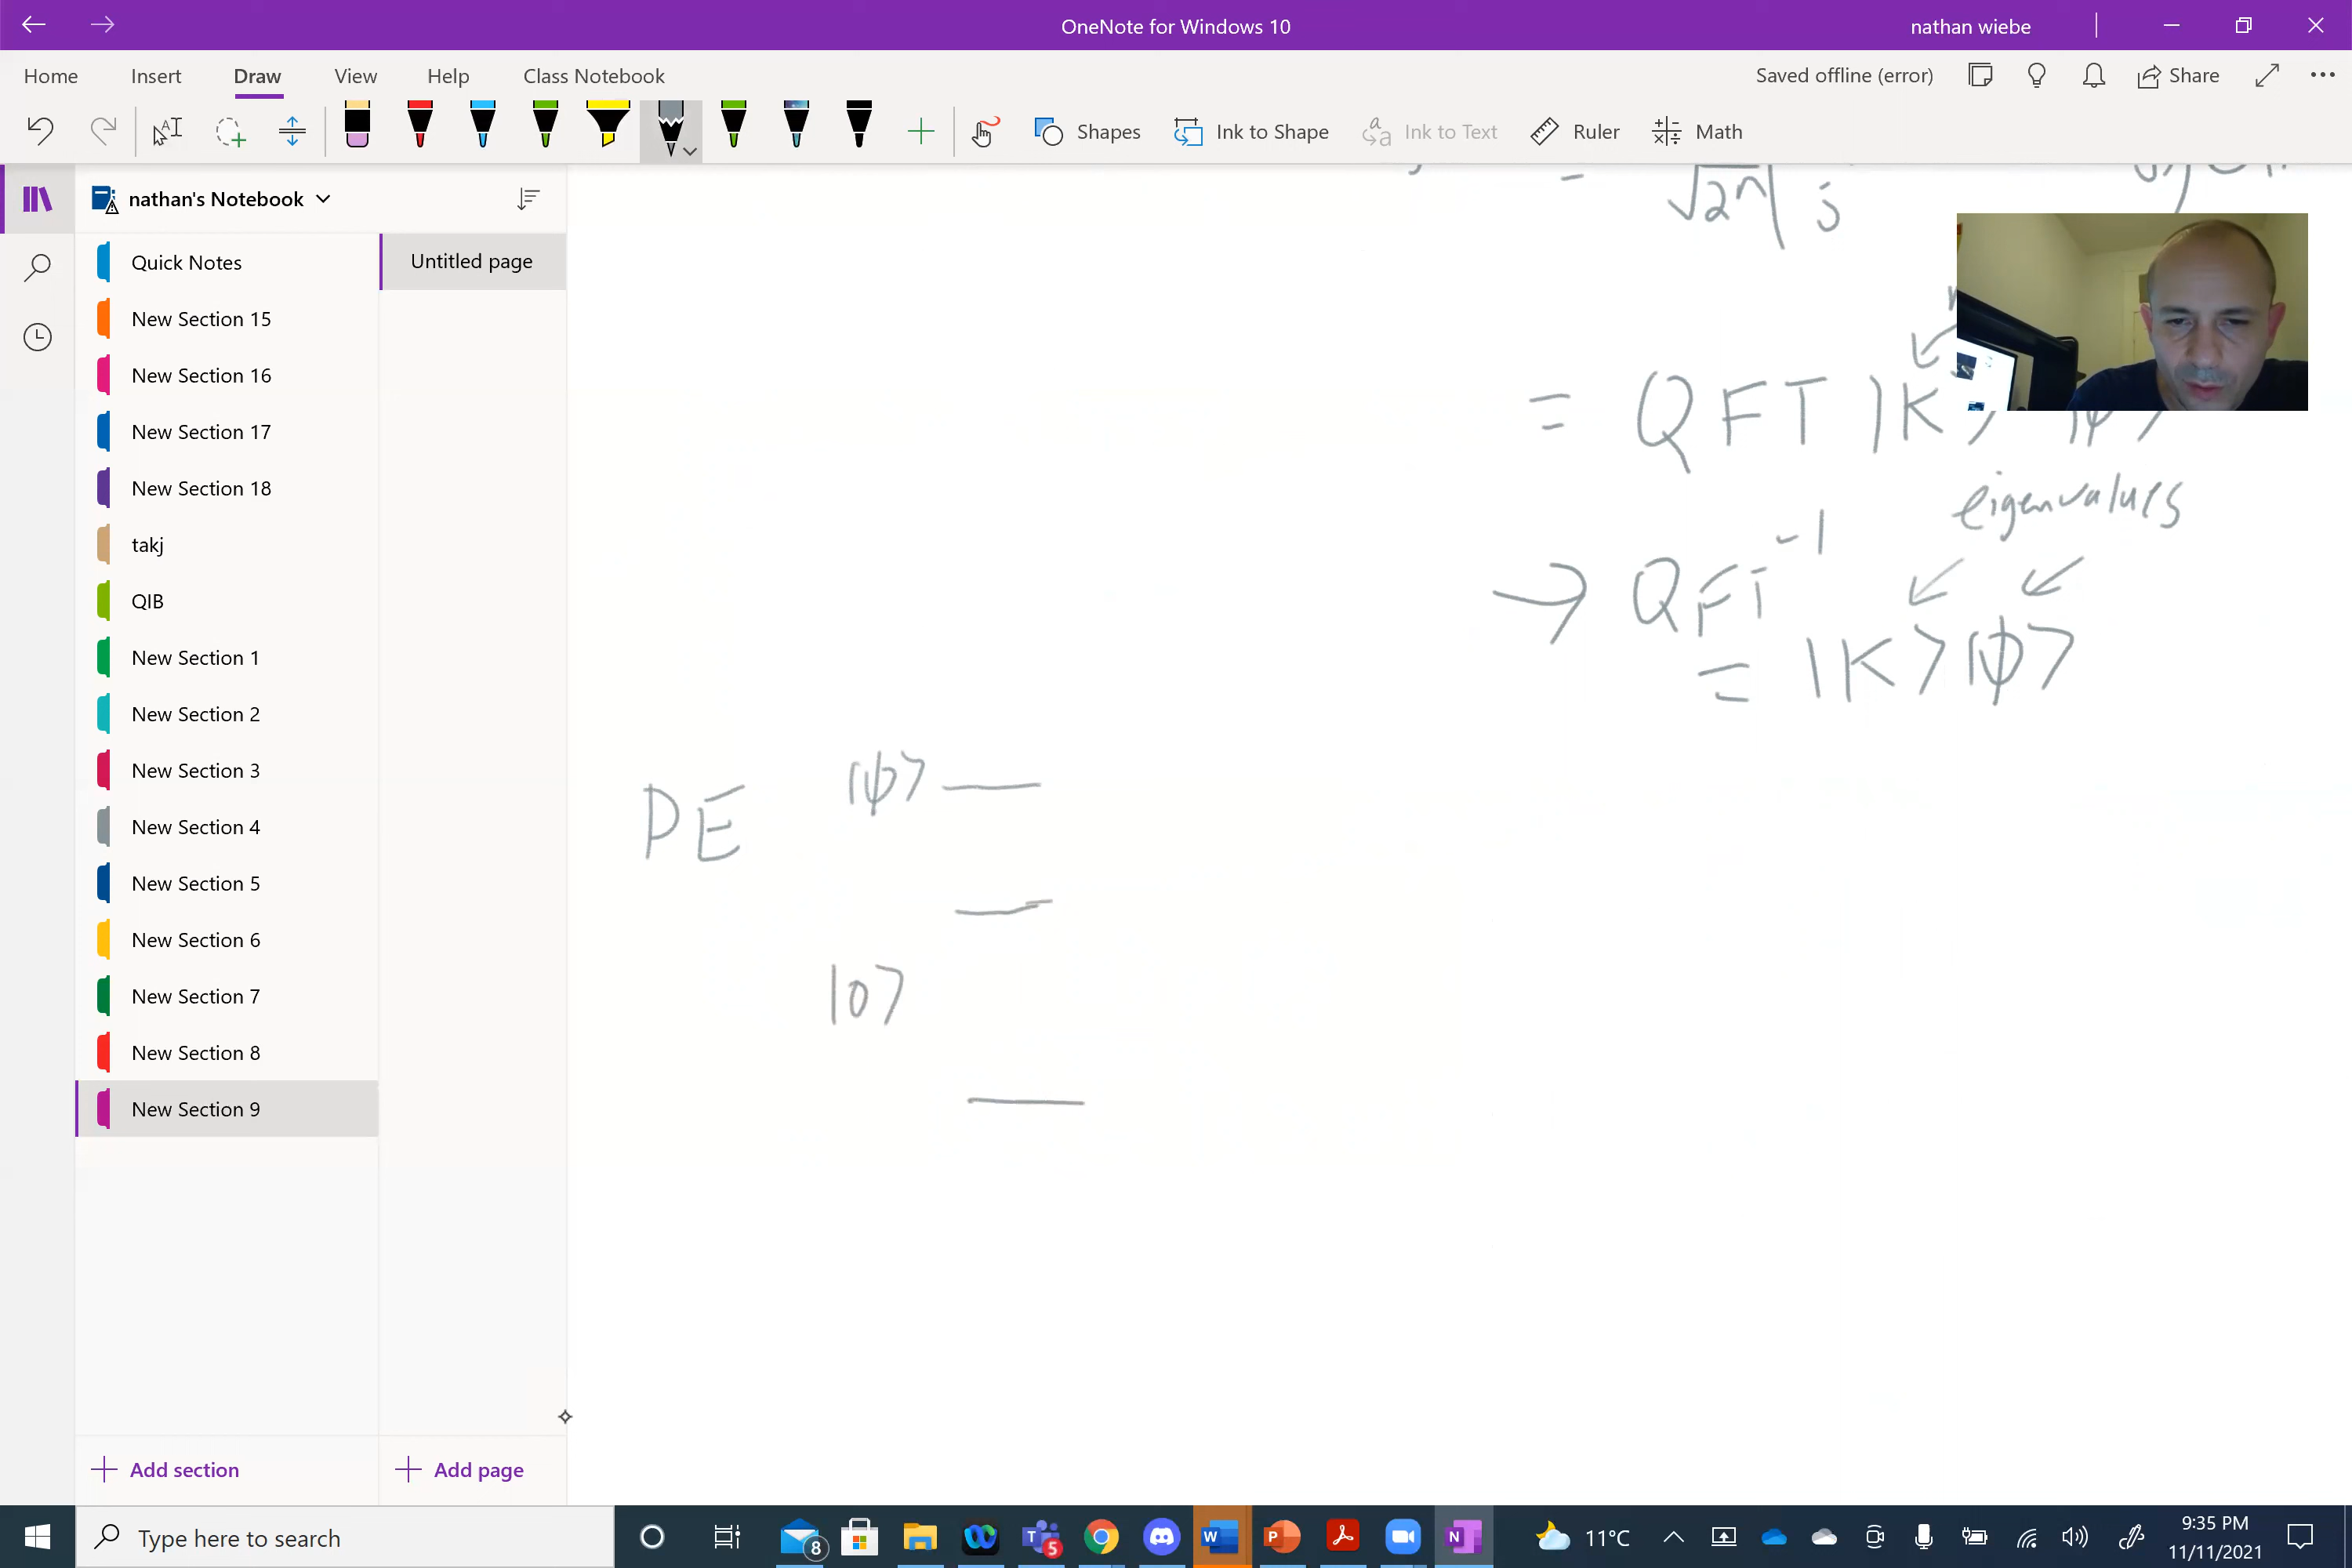 OneNote for Windows 10
nathan wiebe
Home Insert Draw View Help Class Notebook
Saved offline (error) Share
Shapes Ink to Shape Ink to Text Ruler Math
nathan's Notebook
Quick Notes
New Section 15
New Section 16
New Section 17
New Section 18
takj
QIB
New Section 1
New Section 2
New Section 3
New Section 4
New Section 5
New Section 6
New Section 7
New Section 8
New Section 9
Add section
Untitled page
Add page
= √2ⁿ j
= QFT |K> |ψ>
eigenvalues
→ QFT⁻¹
= |K>|ψ>
PE |ψ>
|0>
Type here to search
8
5
11°C
9:35 PM
11/11/2021